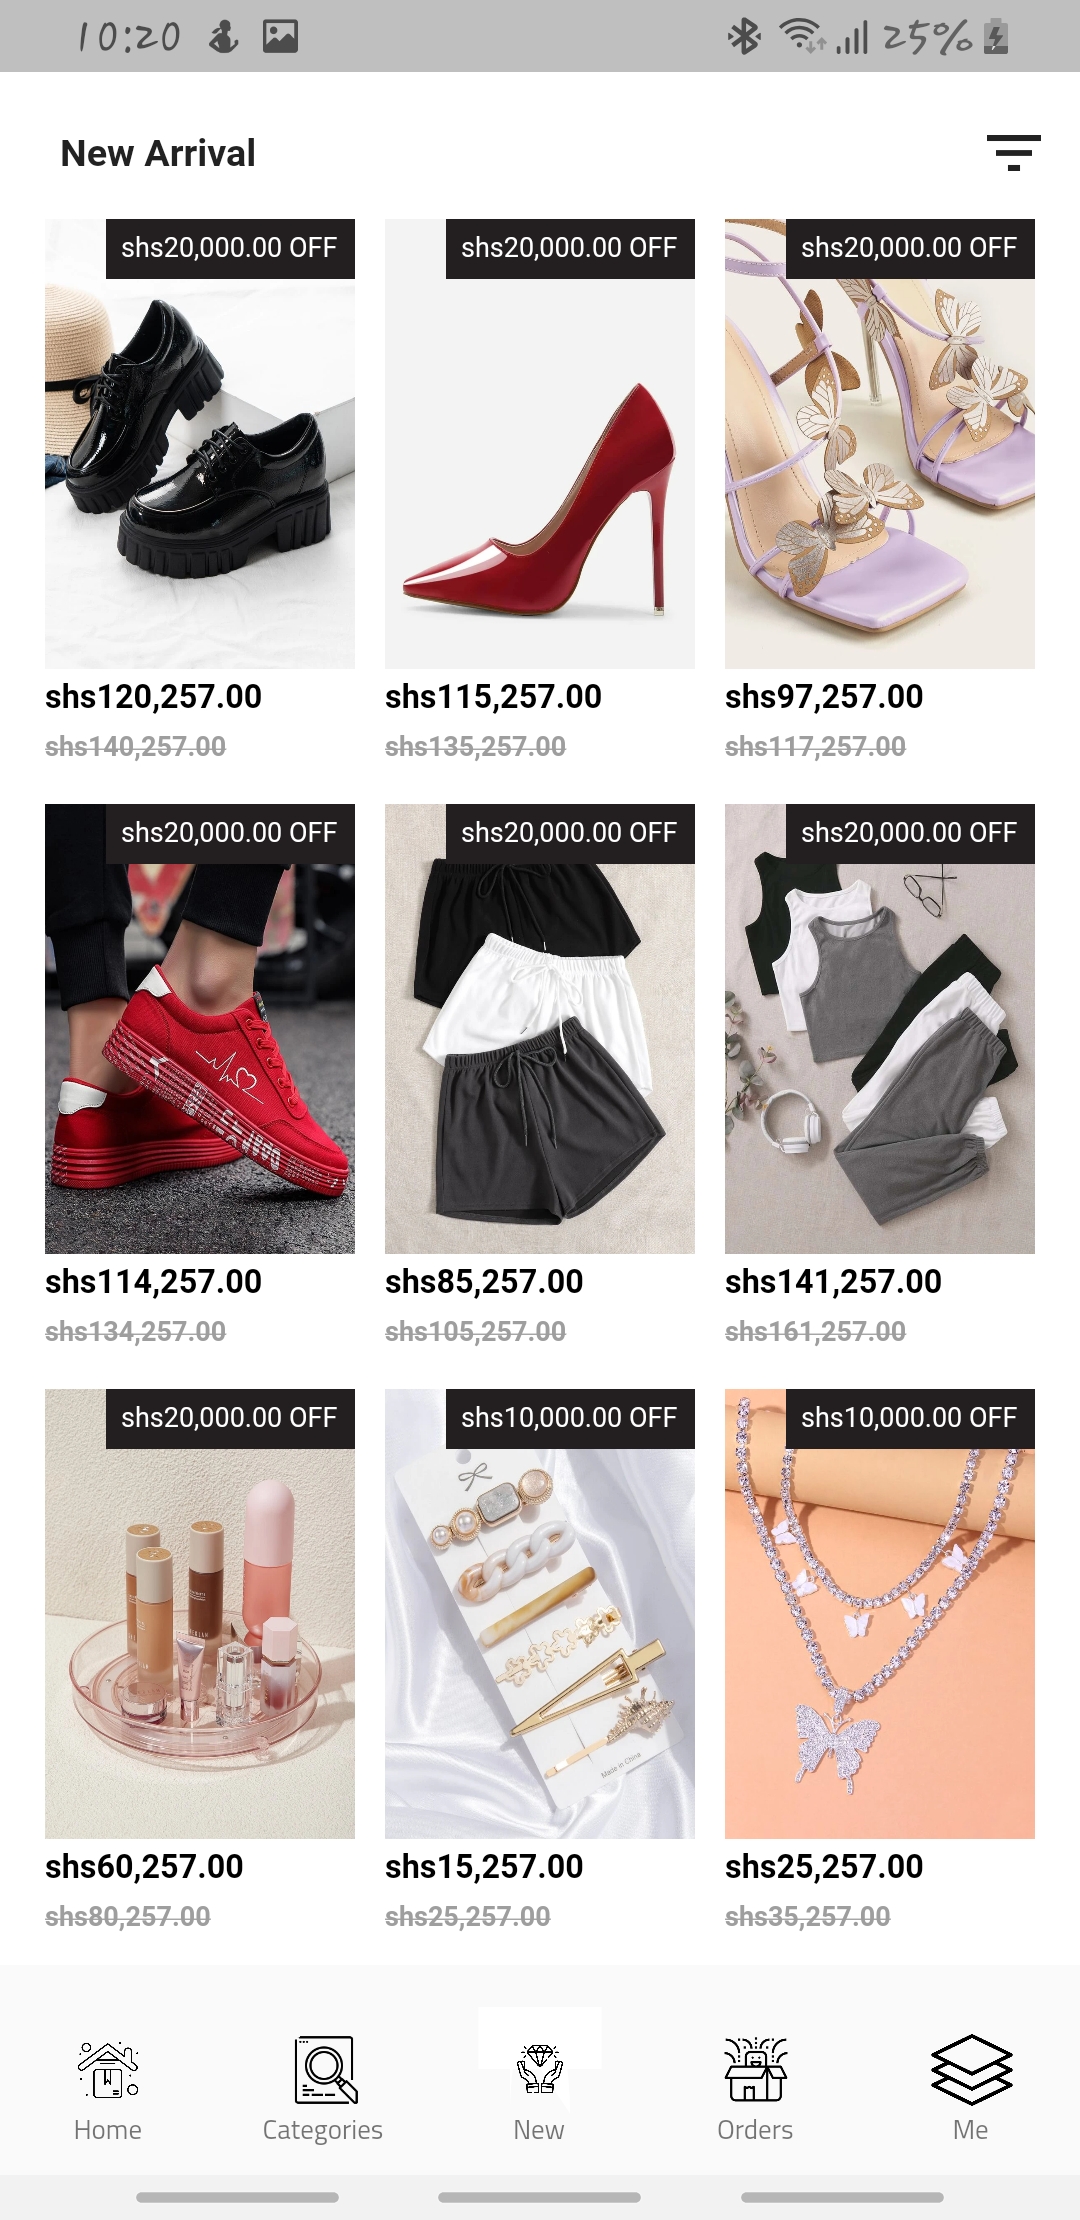 10:20 25%
New Arrival
shs20,000.00 OFF shs20,000.00 OFF shs20,000.00 OFF
shs120,257.00 shs115,257.00 shs97,257.00
shs140,257.00 shs135,257.00 shs117,257.00
shs20,000.00 OFF shs20,000.00 OFF shs20,000.00 OFF
shs114,257.00 shs85,257.00 shs141,257.00
shs134,257.00 shs105,257.00 shs161,257.00
shs20,000.00 OFF shs10,000.00 OFF shs10,000.00 OFF
Made in China
shs60,257.00 shs15,257.00 shs25,257.00
shs80,257.00 shs25,257.00 shs35,257.00
Home Categories New Orders Me